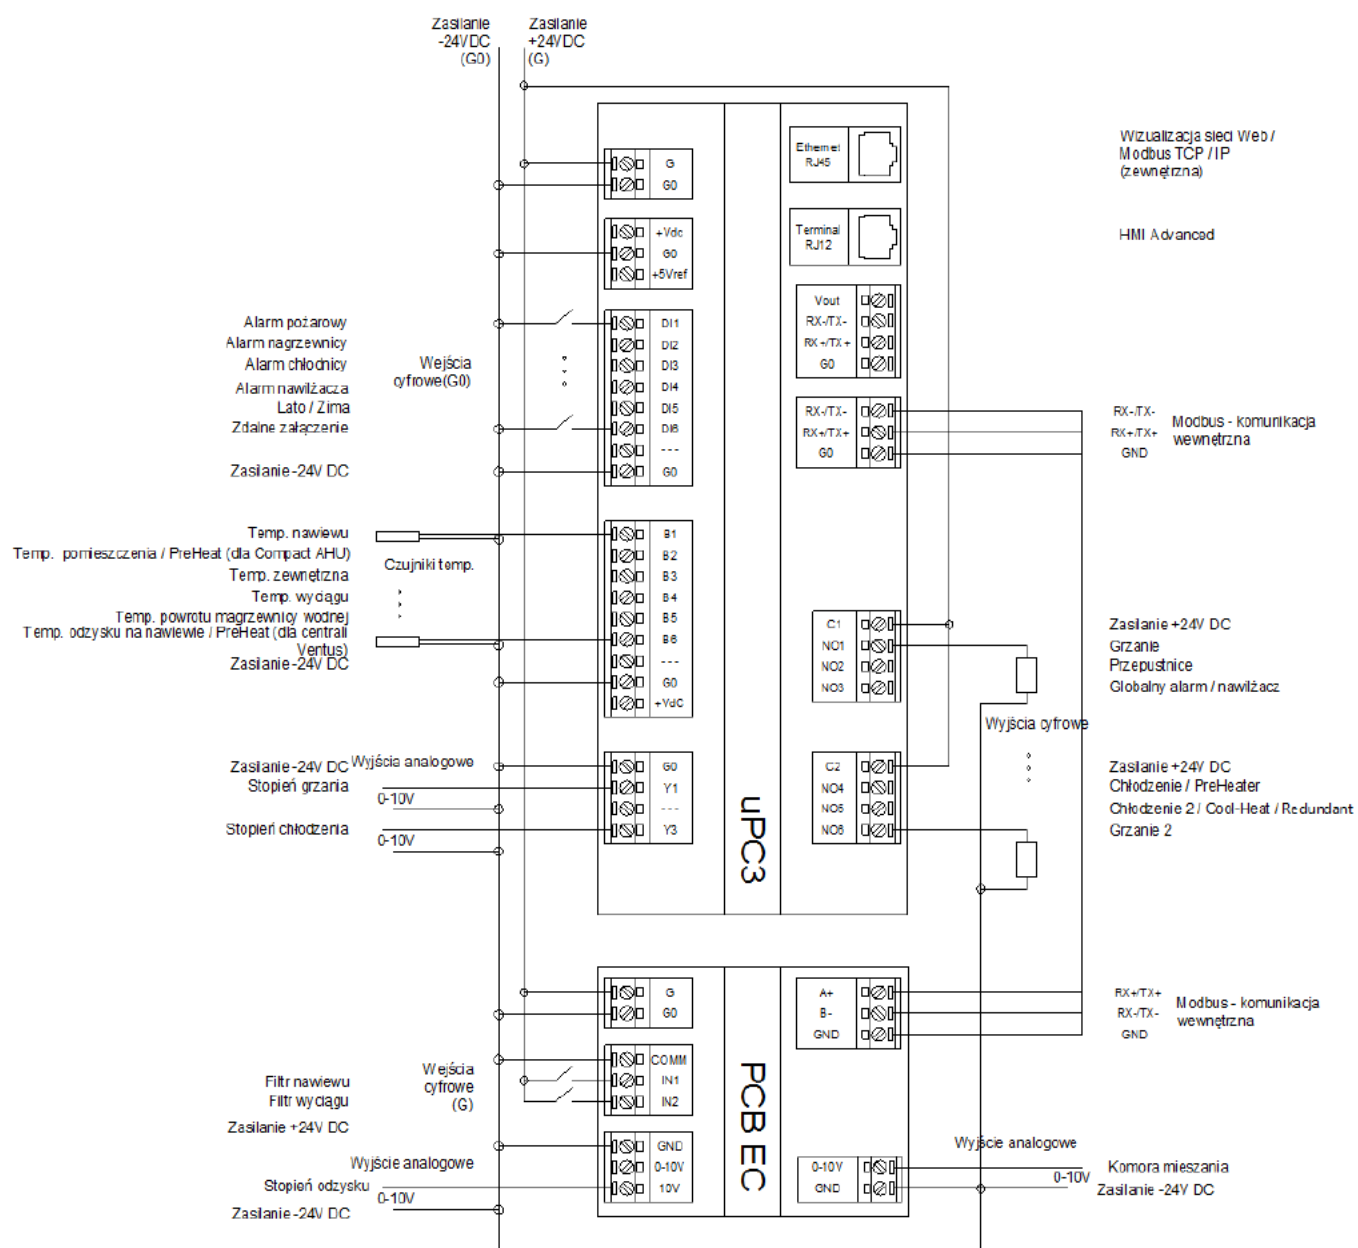 Zasilanie
-24VDC
(G0)
Zasilanie
+24VDC
(G)
Ethernet
RJ45
Wizualizacja sieci Web /
Modbus TCP / IP
(zewnętrzna)
G
G0
Terminal
RJ12
HMI Advanced
+Vdc
G0
+5Vref
Vout
RX-/TX-
RX+/TX+
G0
Alarm pożarowy
Alarm nagrzewnicy
Alarm chłodnicy
Alarm nawilżacza
Lato / Zima
Zdalne załączenie
Zasilanie -24V DC
Wejścia
cyfrowe(G0)
DI1
DI2
DI3
DI4
DI5
DI6
---
G0
RX-/TX-
RX+/TX+
G0
RX-/TX-
RX+/TX+
GND
Modbus - komunikacja
wewnętrzna
Temp. nawiewu
Temp. pomieszczenia / PreHeat (dla Compact AHU)
Temp. zewnętrzna
Temp. wyciągu
Temp. powrotu magrzewnicy wodnej
Temp. odzysku na nawiewie / PreHeat (dla centrali
Ventus)
Zasilanie -24V DC
Czujniki temp.
B1
B2
B3
B4
B5
B6
---
G0
+VdC
C1
NO1
NO2
NO3
Zasilanie +24V DC
Grzanie
Przepustnice
Globalny alarm / nawilżacz
Wyjścia cyfrowe
Zasilanie -24V DC
Wyjścia analogowe
Stopień grzania
0-10V
Stopień chłodzenia
0-10V
G0
Y1
---
Y3
uPC3
C2
NO4
NO5
NO6
Zasilanie +24V DC
Chłodzenie / PreHeater
Chłodzenie 2 / Cool-Heat / Redundant
Grzanie 2
G
G0
A+
B-
GND
RX+/TX+
RX-/TX-
GND
Modbus - komunikacja
wewnętrzna
Filtr nawiewu
Filtr wyciągu
Zasilanie +24V DC
Wejścia
cyfrowe
(G)
COMM
IN1
IN2
PCB EC
Wyjście analogowe
Stopień odzysku
0-10V
Zasilanie -24V DC
GND
0-10V
10V
0-10V
GND
Wyjście analogowe
0-10V
Komora mieszania
Zasilanie -24V DC